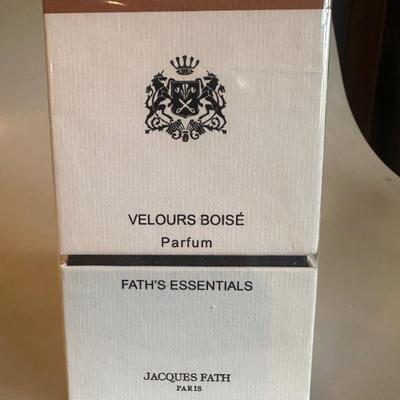 VELOURS BOISÉ
Parfum
FATH'S ESSENTIALS
JACQUES FATH
PARIS